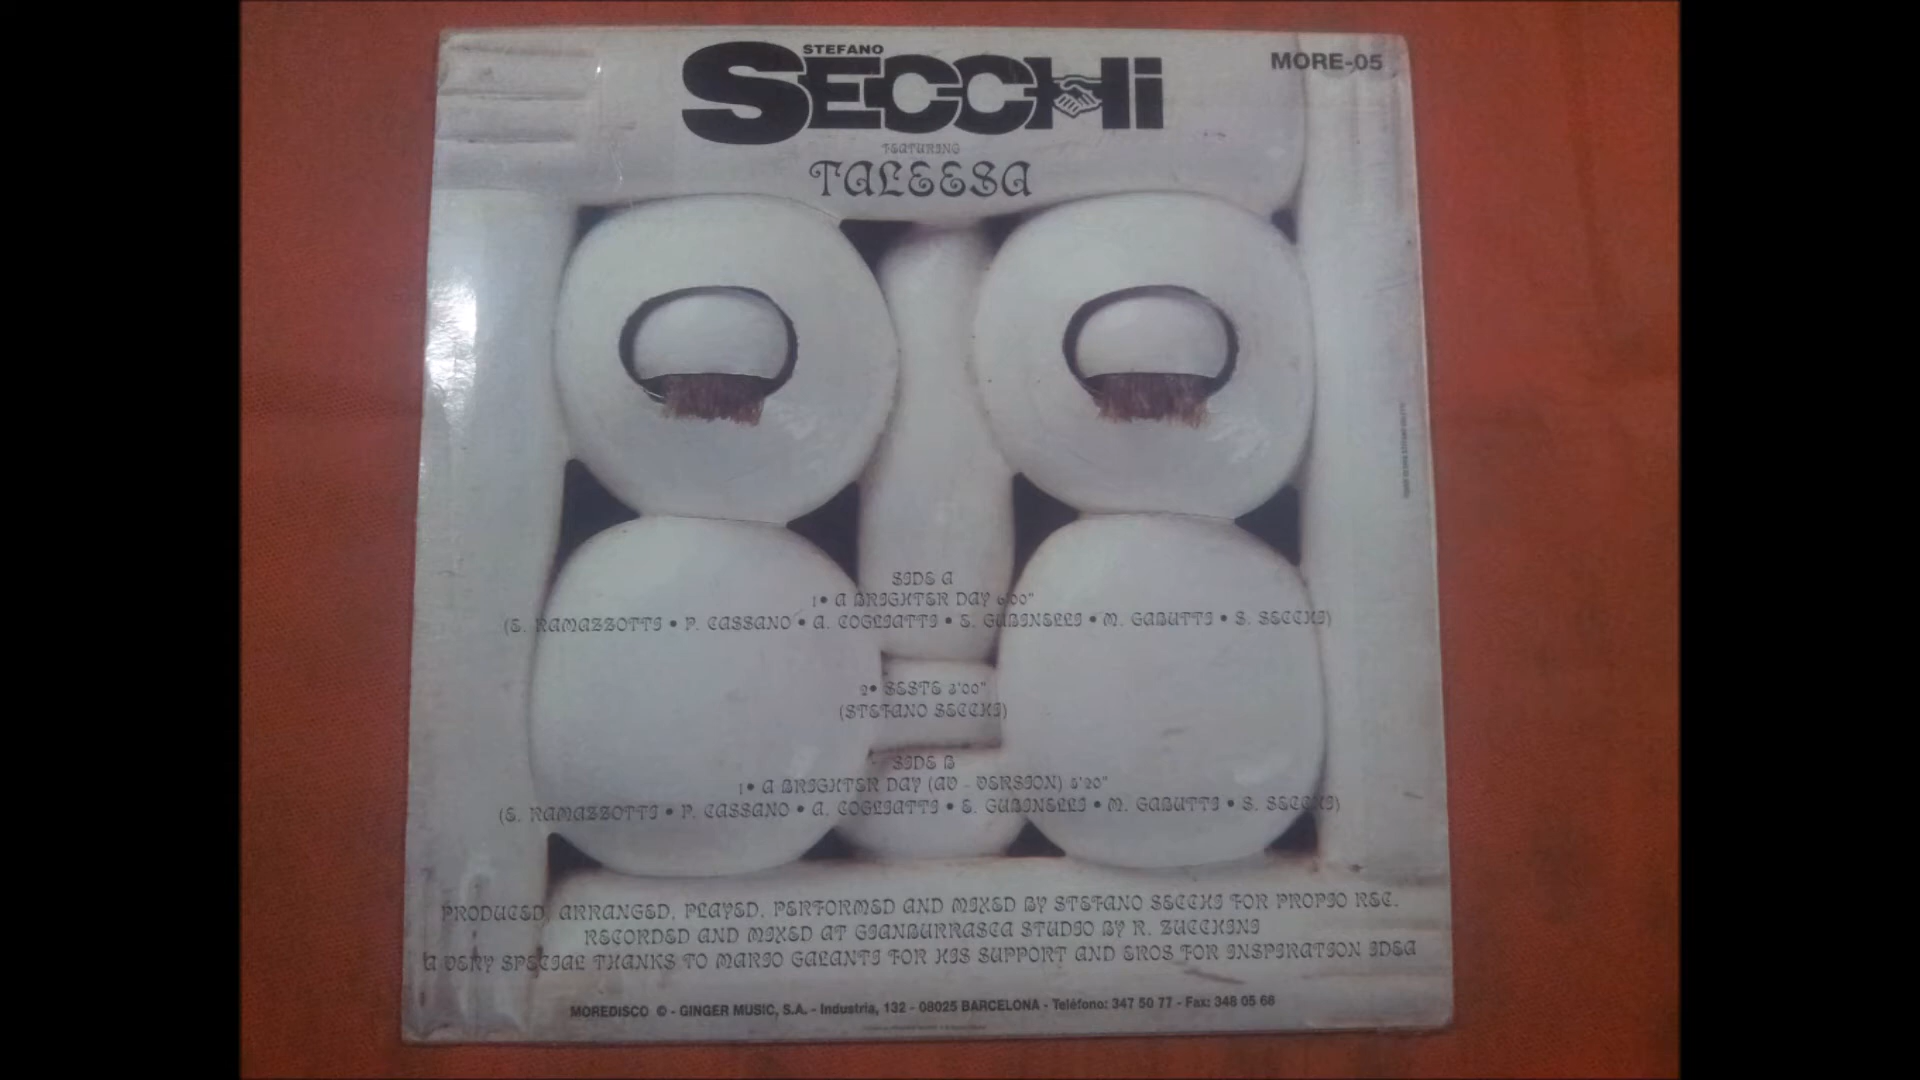 STEFANO
SECCHi
MORE-05
FEATURING
TALEESA
SIDE A
1• A BRIGHTER DAY 6'00"
(E. RAMAZZOTTI • P. CASSANO • A. COGLIATTI • E. GUBINELLI • M. GABUTTI • S. SECCHI)
2• SESTE 3'00"
(STEFANO SECCHI)
SIDE B
1• A BRIGHTER DAY (AV - VERSION) 5'20"
(E. RAMAZZOTTI • P. CASSANO • A. COGLIATTI • E. GUBINELLI • M. GABUTTI • S. SECCHI)
PRODUCED, ARRANGED, PLAYED, PERFORMED AND MIXED BY STEFANO SECCHI FOR PROPIO REC.
RECORDED AND MIXED AT GIANBURRASCA STUDIO BY R. ZUCCHINI
A VERY SPECIAL THANKS TO MARIO GALANTI FOR HIS SUPPORT AND EROS FOR INSPIRATION IDEA
MOREDISCO © - GINGER MUSIC, S.A. - Industria, 132 - 08025 BARCELONA - Teléfono: 347 50 77 - Fax: 348 05 68